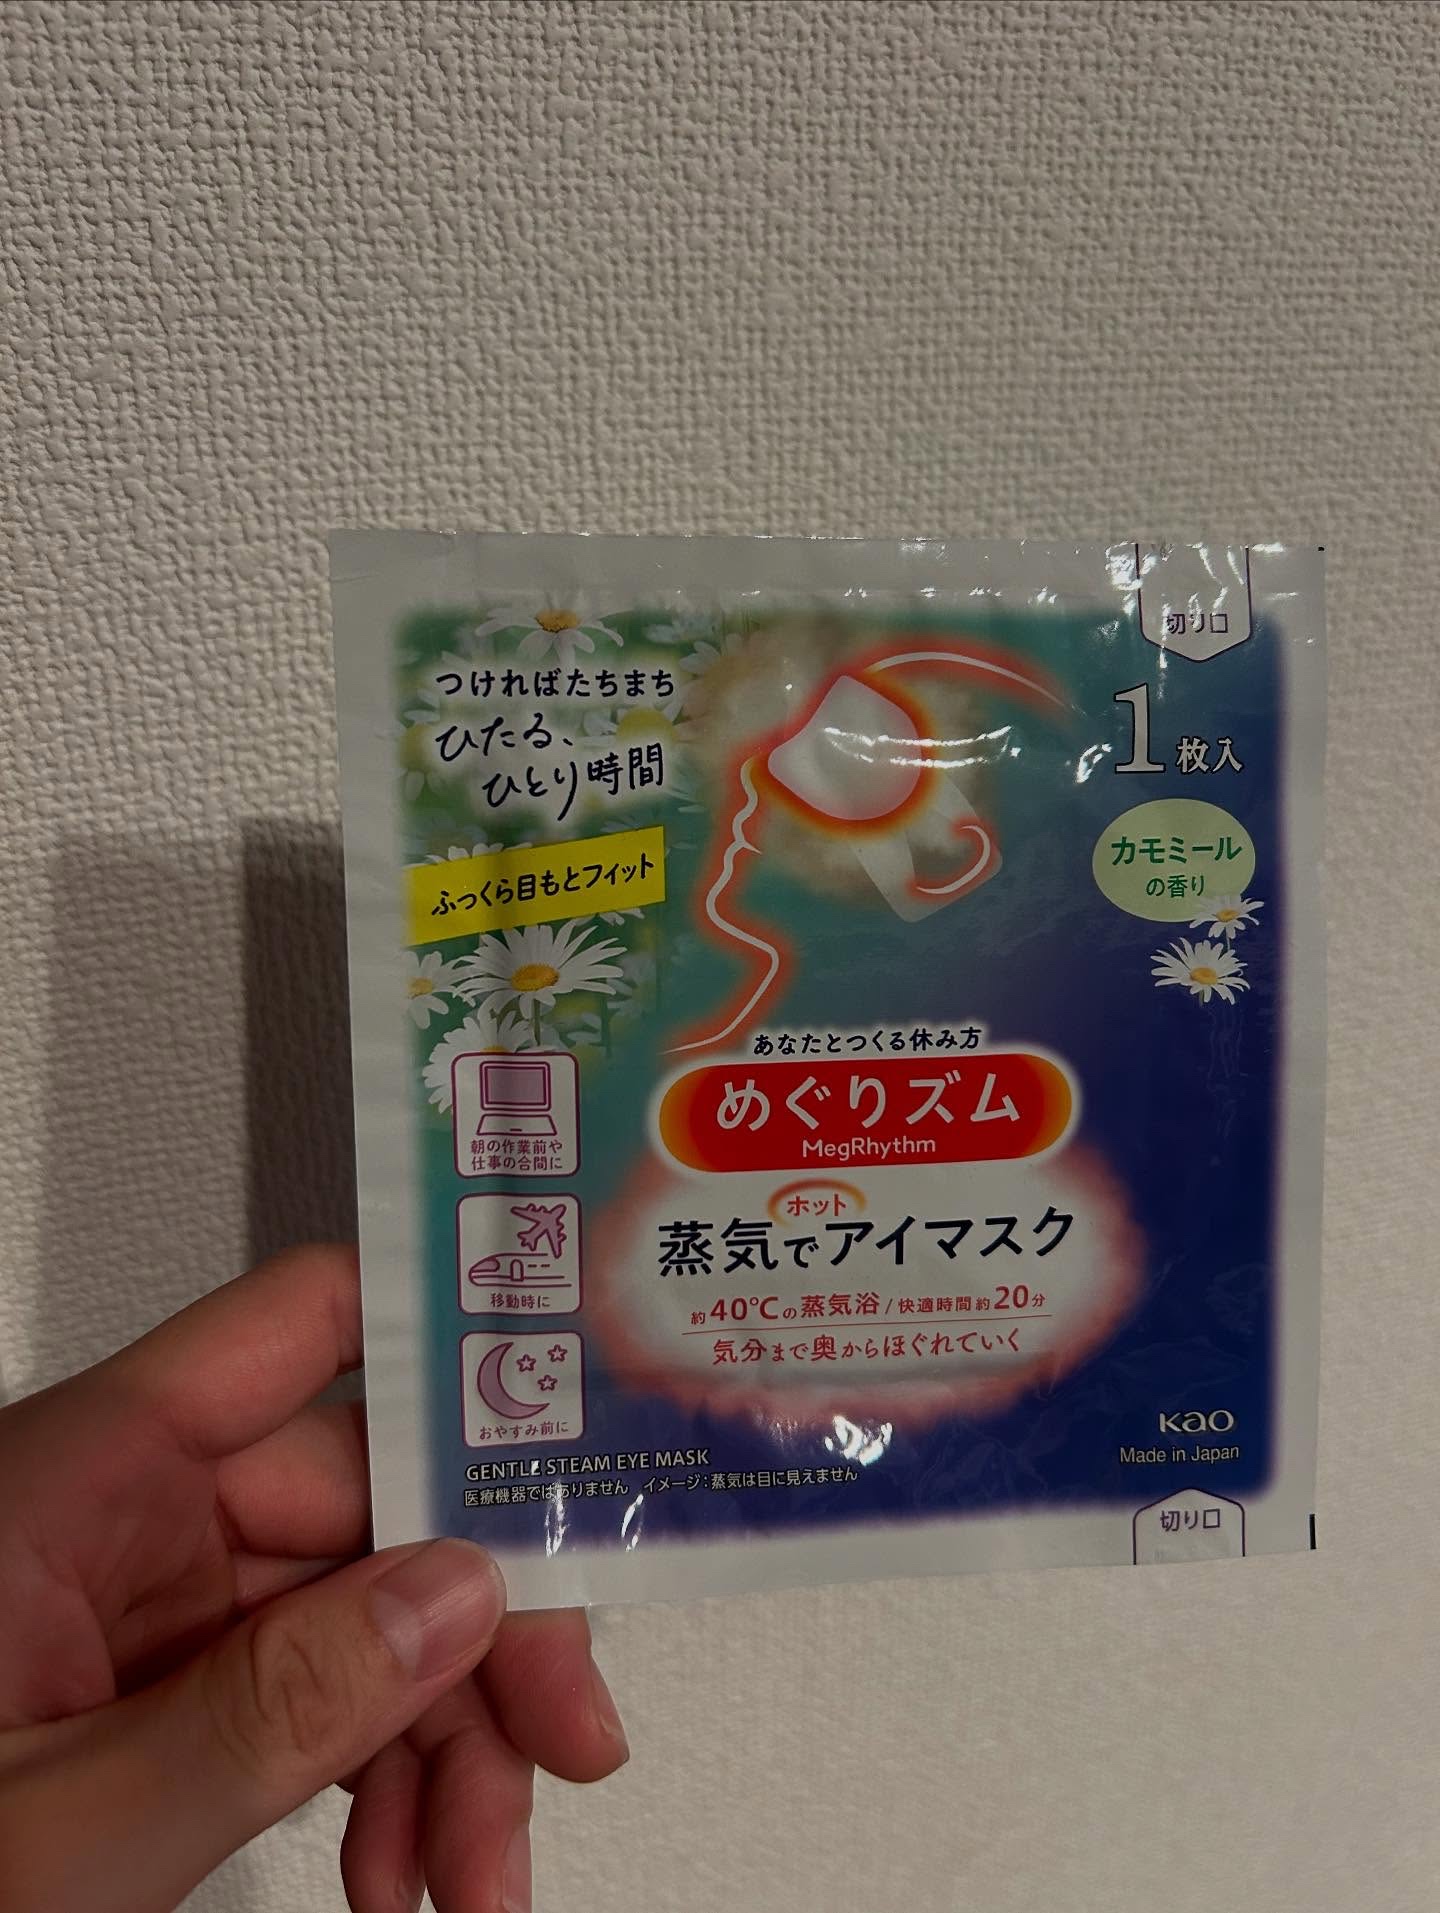 切り口
つければたちまち
ひたる、
ひとり時間
1枚入
ふっくら目もとフィット
カモミール
の香り
あなたとつくる休み方
めぐりズム
MegRhythm
ホット
蒸気でアイマスク
約40℃の蒸気浴/快適時間約20分
気分まで奥からほぐれていく
朝の作業前や
仕事の合間に
移動時に
おやすみ前に
GENTLE STEAM EYE MASK
医療機器ではありません イメージ:蒸気は目に見えません
Kao
Made in Japan
切り口